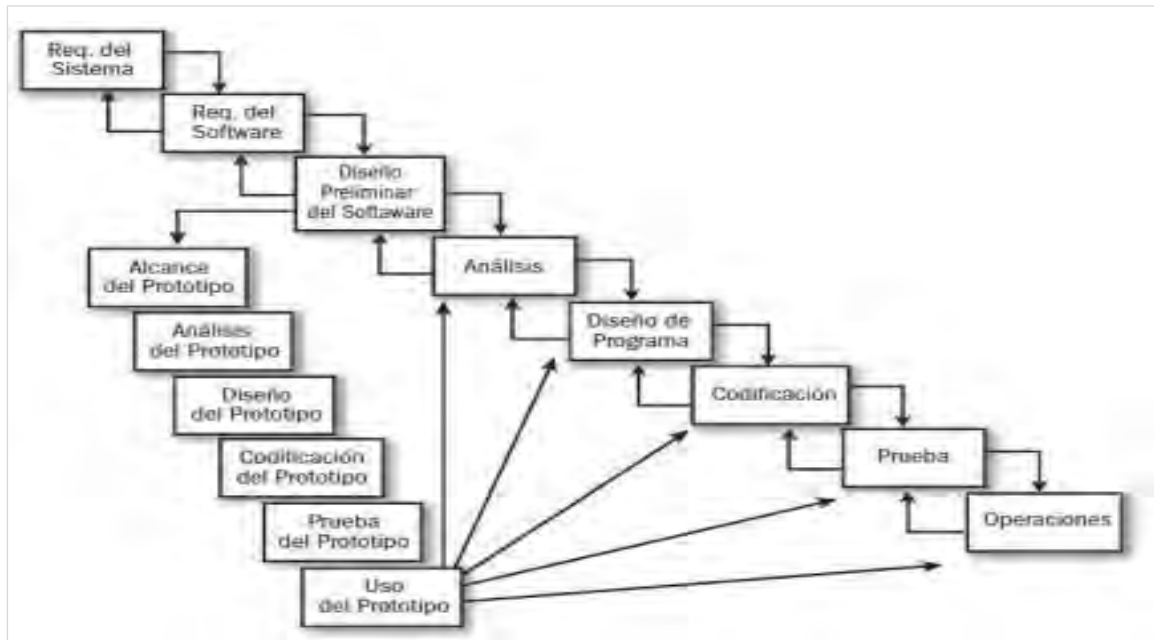 Req. del
Sistema
Req. del
Software
Diseño
Preliminar
del Softaware
Alcance
del Prototipo
Análisis
Análisis
del Prototipo
Diseño de
Programa
Diseño
del Prototipo
Codificación
Codificación
del Prototipo
Prueba
Prueba
del Prototipo
Operaciones
Uso
del Prototipo